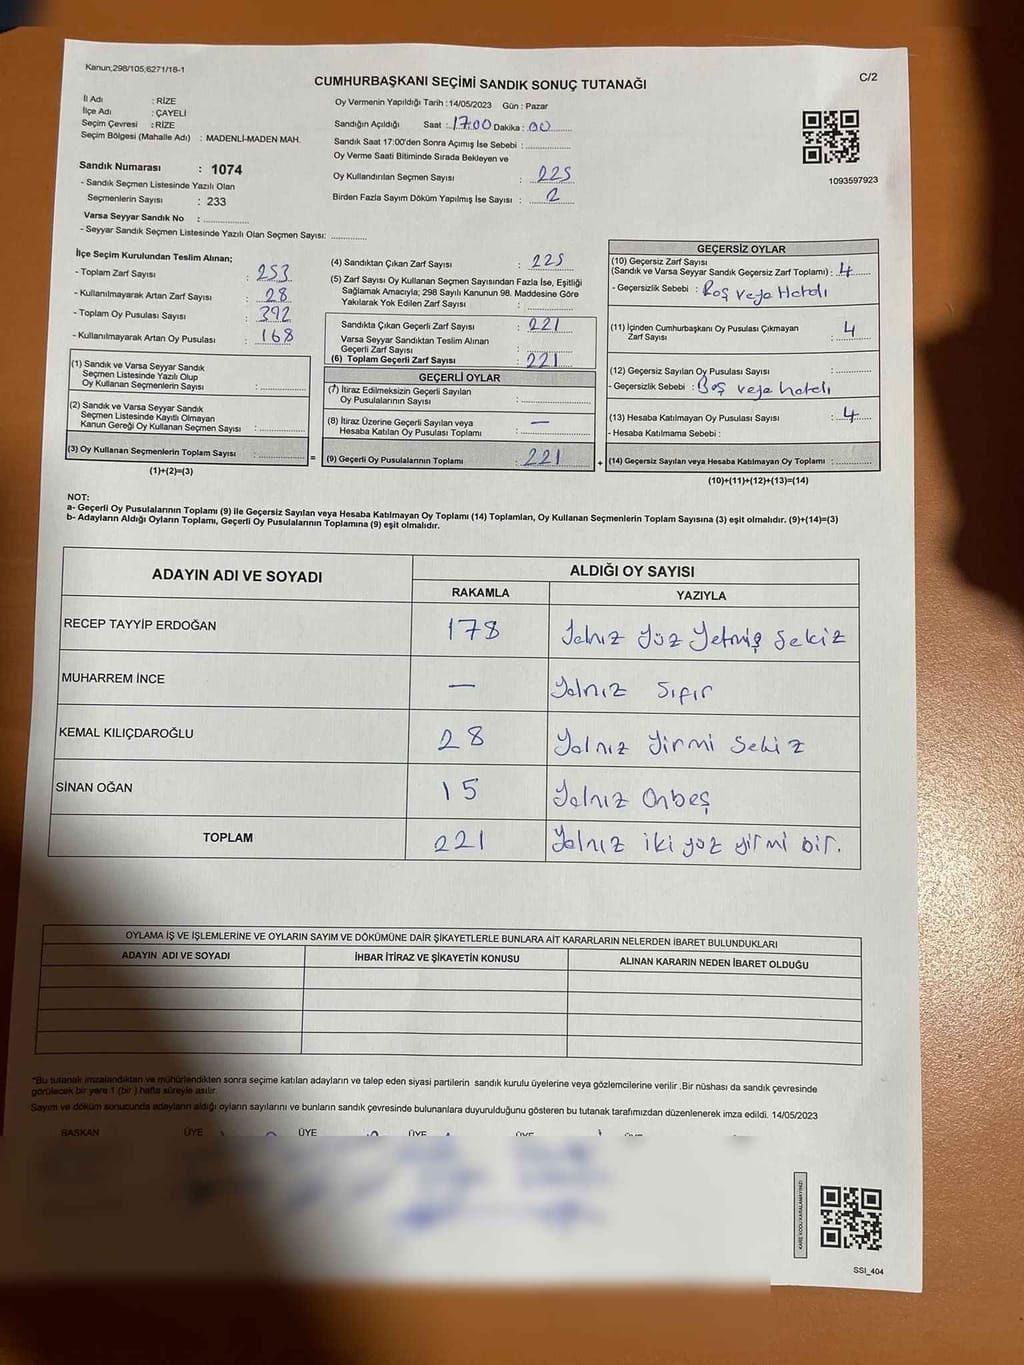 Kanun;298/105,6271/18-1
CUMHURBAŞKANI SEÇİMİ SANDIK SONUÇ TUTANAĞI
C/2
İl Adı : RİZE
İlçe Adı : ÇAYELİ
Seçim Çevresi : RİZE
Seçim Bölgesi (Mahalle Adı) : MADENLİ-MADEN MAH.
Sandık Numarası : 1074
- Sandık Seçmen Listesinde Yazılı Olan
Seçmenlerin Sayısı : 233
Varsa Seyyar Sandık No :
- Seyyar Sandık Seçmen Listesinde Yazılı Olan Seçmen Sayısı:
Oy Vermenin Yapıldığı Tarih :14/05/2023 Gün : Pazar
Sandığın Açıldığı Saat : 17:00 Dakika : 00
Sandık Saat 17:00'den Sonra Açımış İse Sebebi :
Oy Verme Saati Bitiminde Sırada Bekleyen ve
Oy Kullandırılan Seçmen Sayısı : 225
Birden Fazla Sayım Döküm Yapılmış İse Sayısı : 2
1093597923
İlçe Seçim Kurulundan Teslim Alınan;
- Toplam Zarf Sayısı : 253
- Kullanılmayarak Artan Zarf Sayısı : 28
- Toplam Oy Pusulası Sayısı : 392
- Kullanılmayarak Artan Oy Pusulası : 168
(1) Sandık ve Varsa Seyyar Sandık
Seçmen Listesinde Yazılı Olup
Oy Kullanan Seçmenlerin Sayısı :
(2) Sandık ve Varsa Seyyar Sandık
Seçmen Listesinde Kayıtlı Olmayan
Kanun Gereği Oy Kullanan Seçmen Sayısı :
(3) Oy Kullanan Seçmenlerin Toplam Sayısı :
(1)+(2)=(3)
(4) Sandıktan Çıkan Zarf Sayısı : 225
(5) Zarf Sayısı Oy Kullanan Seçmen Sayısından Fazla İse, Eşitliği
Sağlamak Amacıyla; 298 Sayılı Kanunun 98. Maddesine Göre
Yakılarak Yok Edilen Zarf Sayısı :
Sandıkta Çıkan Geçerli Zarf Sayısı : 221
Varsa Seyyar Sandıktan Teslim Alınan
Geçerli Zarf Sayısı :
(6) Toplam Geçerli Zarf Sayısı : 221
GEÇERLİ OYLAR
(7) İtiraz Edilmeksizin Geçerli Sayılan
Oy Pusulalarının Sayısı :
(8) İtiraz Üzerine Geçerli Sayılan veya
Hesaba Katılan Oy Pusulası Toplamı : —
= (9) Geçerli Oy Pusulalarının Toplamı : 221
GEÇERSİZ OYLAR
(10) Geçersiz Zarf Sayısı
(Sandık ve Varsa Seyyar Sandık Geçersiz Zarf Toplamı) : 4
- Geçersizlik Sebebi : Boş veya Hatalı
(11) İçinden Cumhurbaşkanı Oy Pusulası Çıkmayan
Zarf Sayısı : 4
(12) Geçersiz Sayılan Oy Pusulası Sayısı :
- Geçersizlik Sebebi : Boş veya hatalı
(13) Hesaba Katılmayan Oy Pusulası Sayısı : 4
- Hesaba Katılmama Sebebi :
+ (14) Geçersiz Sayılan veya Hesaba Katılmayan Oy Toplamı :
(10)+(11)+(12)+(13)=(14)
NOT:
a- Geçerli Oy Pusulalarının Toplamı (9) ile Geçersiz Sayılan veya Hesaba Katılmayan Oy Toplamı (14) Toplamları, Oy Kullanan Seçmenlerin Toplam Sayısına (3) eşit olmalıdır. (9)+(14)=(3)
b- Adayların Aldığı Oyların Toplamı, Geçerli Oy Pusulalarının Toplamına (9) eşit olmalıdır.
ADAYIN ADI VE SOYADI
ALDIĞI OY SAYISI
RAKAMLA YAZIYLA
RECEP TAYYİP ERDOĞAN 178 Yalnız Yüz Yetmiş Sekiz
MUHARREM İNCE — Yalnız Sıfır
KEMAL KILIÇDAROĞLU 28 Yalnız Yirmi Sekiz
SİNAN OĞAN 15 Yalnız Onbeş
TOPLAM 221 Yalnız iki yüz yirmi bir.
OYLAMA İŞ VE İŞLEMLERİNE VE OYLARIN SAYIM VE DÖKÜMÜNE DAİR ŞİKAYETLERLE BUNLARA AİT KARARLARIN NELERDEN İBARET BULUNDUKLARI
ADAYIN ADI VE SOYADI İHBAR İTİRAZ VE ŞİKAYETİN KONUSU ALINAN KARARIN NEDEN İBARET OLDUĞU
*Bu tutanak imzalandıktan ve mühürlendikten sonra seçime katılan adayların ve talep eden siyasi partilerin sandık kurulu üyelerine veya gözlemcilerine verilir .Bir nüshası da sandık çevresinde
görülecek bir yere 1 (bir ) hafta süreyle asılır.
Sayım ve döküm sonucunda adayların aldığı oyların sayılarını ve bunların sandık çevresinde bulunanlara duyurulduğunu gösteren bu tutanak tarafımızdan düzenlenerek imza edildi. 14/05/2023
BAŞKAN ÜYE ÜYE ÜYE
KARE KODU KARALAMAYINIZ!
SSI_404